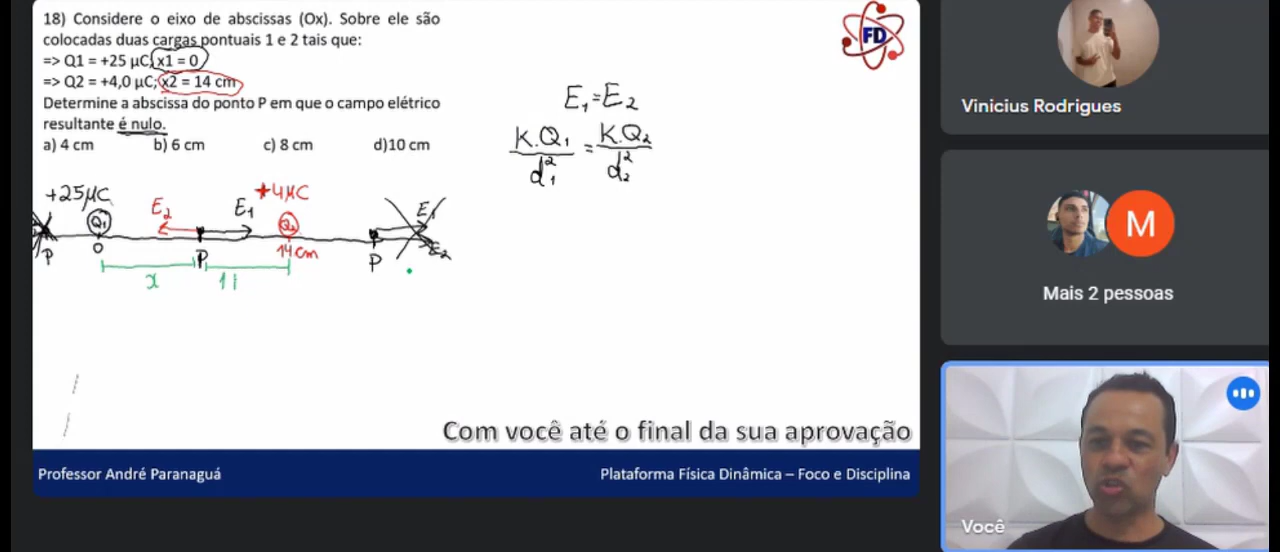 18) Considere o eixo de abscissas (Ox). Sobre ele são
colocadas duas cargas pontuais 1 e 2 tais que:
=> Q1 = +25 µC; x1 = 0
=> Q2 = +4,0 µC; x2 = 14 cm
Determine a abscissa do ponto P em que o campo elétrico
resultante é nulo.
a) 4 cm b) 6 cm c) 8 cm d)10 cm
FD
E1 = E2
K.Q1 = K.Q2
d1² d2²
+25µC +4µC
E2 E1 E1
Q1 Q2
P 0 P 14cm P E2
x 1
Com você até o final da sua aprovação
Professor André Paranaguá
Plataforma Física Dinâmica – Foco e Disciplina
Vinicius Rodrigues
M
Mais 2 pessoas
Você